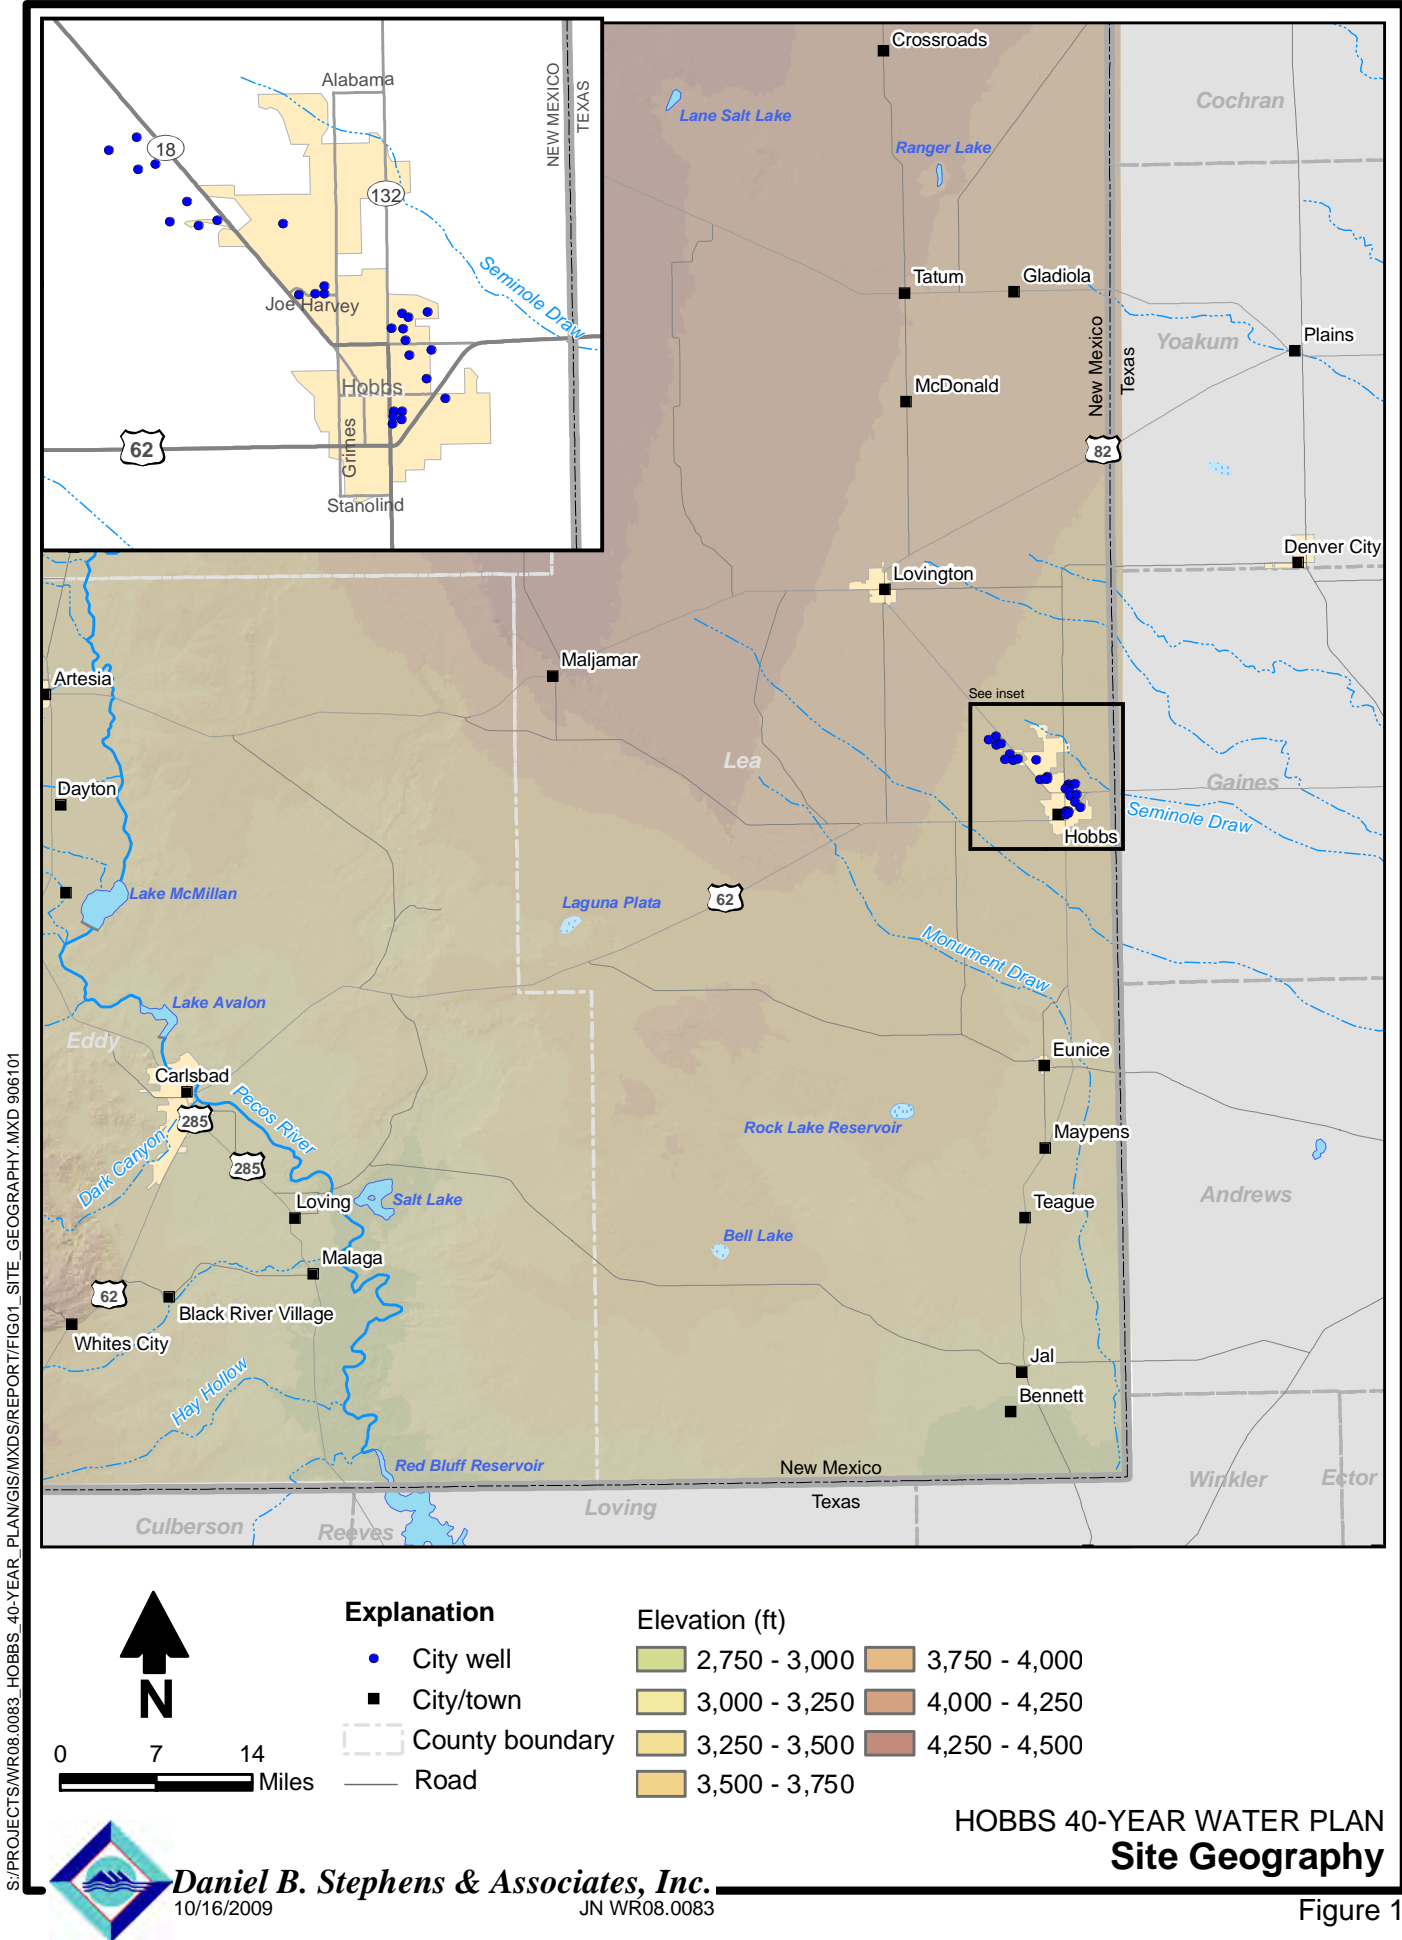 Alabama
NEW MEXICO
TEXAS
18
132
Seminole Draw
Joe Harvey
Hobbs
62
Grimes
Stanolind
Crossroads
Lane Salt Lake
Ranger Lake
Cochran
Tatum
Gladiola
New Mexico
Texas
Yoakum
Plains
McDonald
82
Denver City
Lovington
Maljamar
Artesia
See inset
Lea
Gaines
Dayton
Seminole Draw
Hobbs
Lake McMillan
Laguna Plata
62
Monument Draw
Lake Avalon
Eddy
Eunice
Carlsbad
285
Pecos River
Rock Lake Reservoir
Maypens
Dark Canyon
285
Salt Lake
Loving
Teague
Andrews
Bell Lake
Malaga
62
Black River Village
Whites City
Jal
Bennett
Hay Hollow
Red Bluff Reservoir
New Mexico
Texas
Winkler
Ector
Loving
Culberson
Reeves
S:/PROJECTS/WR08.0083_HOBBS_40-YEAR_PLAN/GIS/MXDS/REPORT/FIG01_SITE_GEOGRAPHY.MXD 906101
N
0 7 14
Miles
Explanation
City well
City/town
County boundary
Road
Elevation (ft)
2,750 - 3,000
3,000 - 3,250
3,250 - 3,500
3,500 - 3,750
3,750 - 4,000
4,000 - 4,250
4,250 - 4,500
HOBBS 40-YEAR WATER PLAN
Site Geography
Daniel B. Stephens & Associates, Inc.
10/16/2009
JN WR08.0083
Figure 1